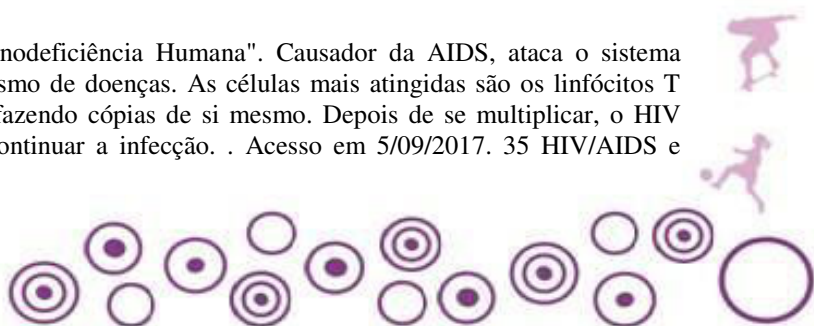 nodeficiência Humana". Causador da AIDS, ataca o sistema
smo de doenças. As células mais atingidas são os linfócitos T
fazendo cópias de si mesmo. Depois de se multiplicar, o HIV
ontinuar a infecção. . Acesso em 5/09/2017. 35 HIV/AIDS e